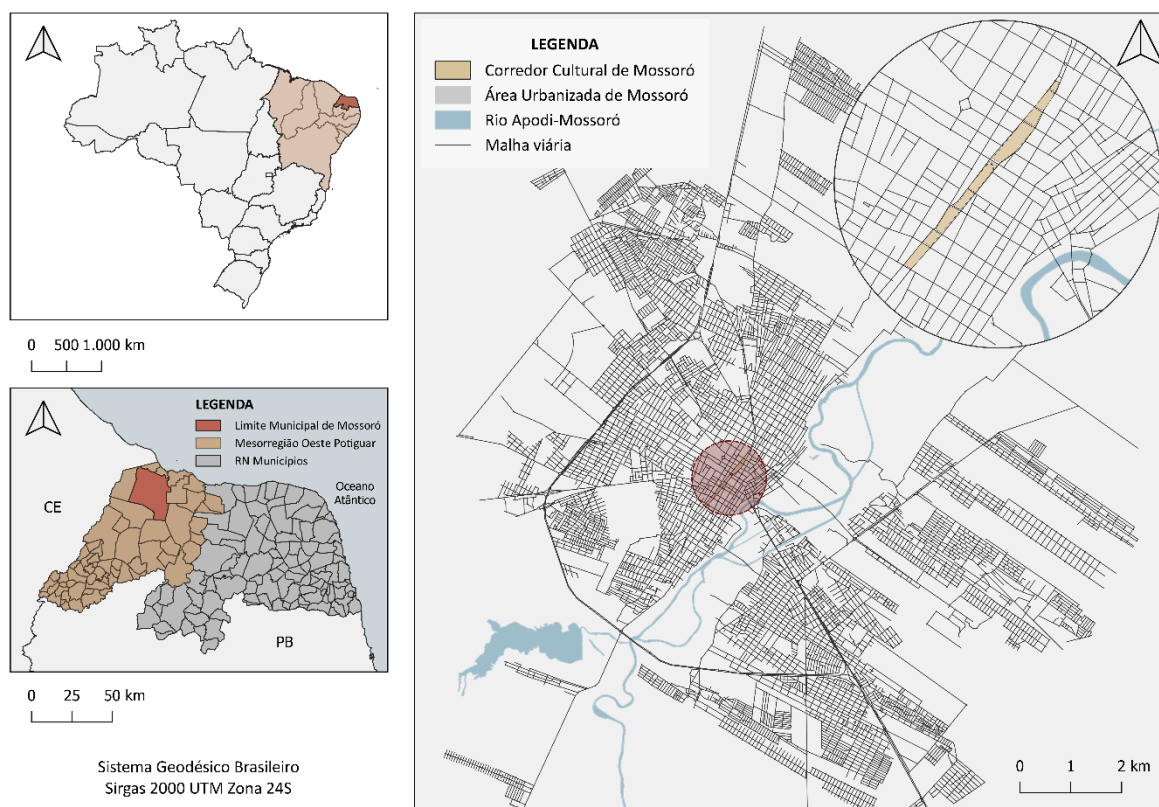 0 500 1.000 km
LEGENDA
Limite Municipal de Mossoró
Mesorregião Oeste Potiguar
RN Municípios
Oceano
Atântico
CE
PB
0 25 50 km
Sistema Geodésico Brasileiro
Sirgas 2000 UTM Zona 24S
LEGENDA
Corredor Cultural de Mossoró
Área Urbanizada de Mossoró
Rio Apodi-Mossoró
Malha viária
0 1 2 km